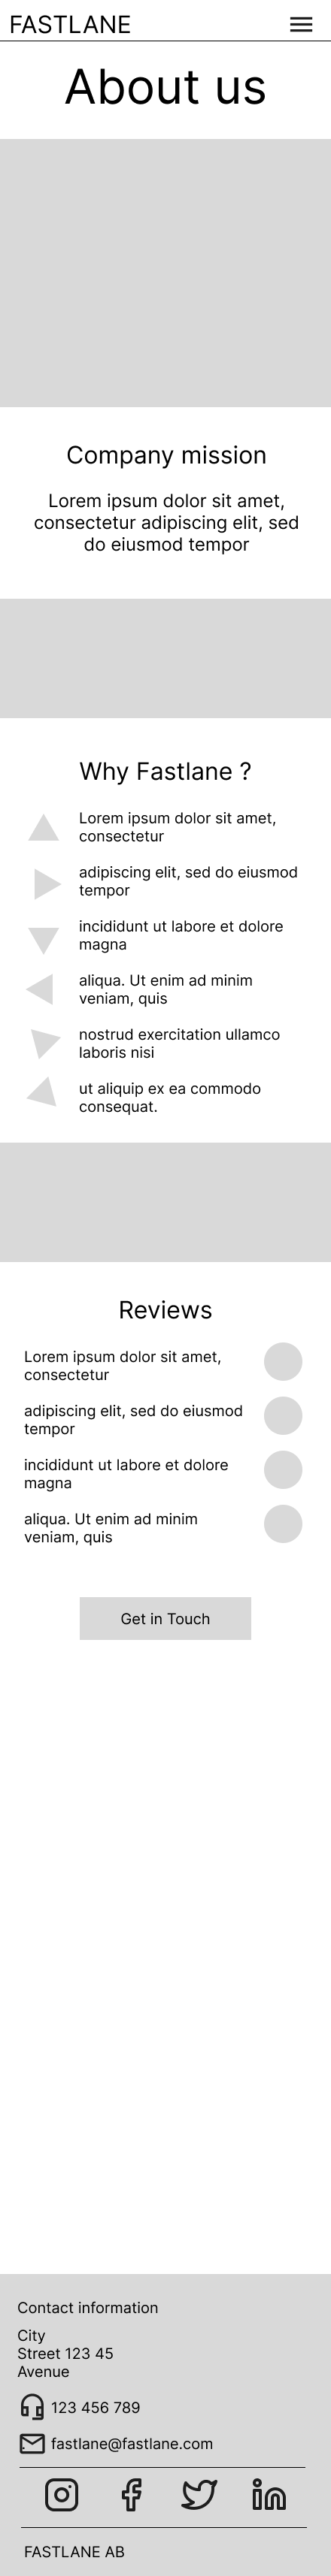 FASTLANE
About us
Company mission
Lorem ipsum dolor sit amet,
consectetur adipiscing elit, sed
do eiusmod tempor
Why Fastlane ?
Lorem ipsum dolor sit amet,
consectetur
adipiscing elit, sed do eiusmod
tempor
incididunt ut labore et dolore
magna
aliqua. Ut enim ad minim
veniam, quis
nostrud exercitation ullamco
laboris nisi
ut aliquip ex ea commodo
consequat.
Reviews
Lorem ipsum dolor sit amet,
consectetur
adipiscing elit, sed do eiusmod
tempor
incididunt ut labore et dolore
magna
aliqua. Ut enim ad minim
veniam, quis
Get in Touch
Contact information
City
Street 123 45
Avenue
123 456 789
fastlane@fastlane.com
FASTLANE AB